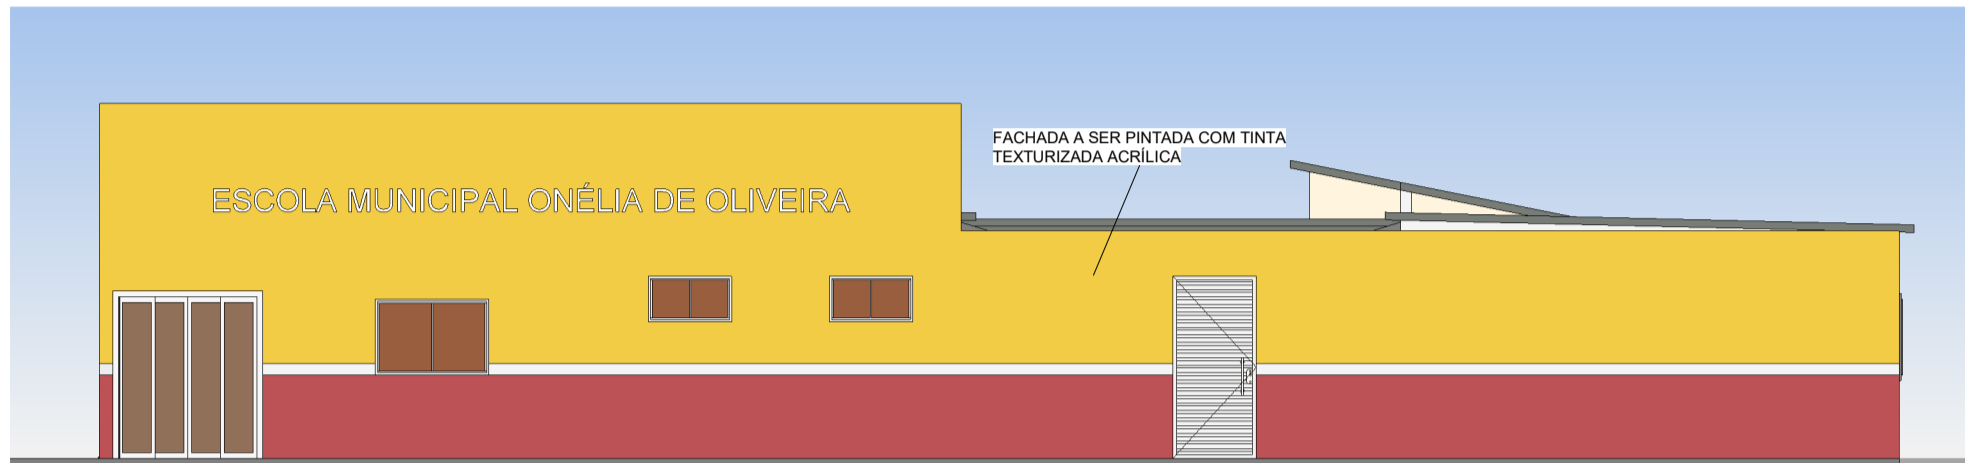 FACHADA A SER PINTADA COM TINTA
TEXTURIZADA ACRÍLICA
ESCOLA MUNICIPAL ONÉLIA DE OLIVEIRA